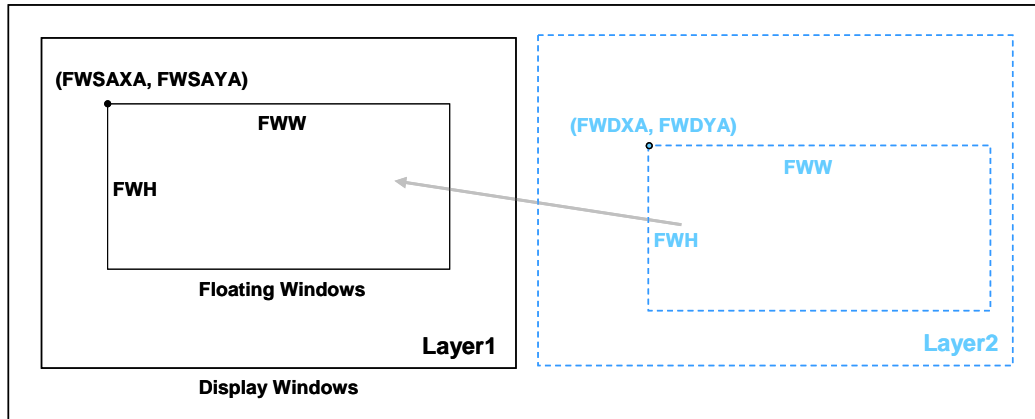 (FWSAXA, FWSAYA)
FWW
FWH
Floating Windows
Layer1
Display Windows
(FWDXA, FWDYA)
FWW
FWH
Layer2